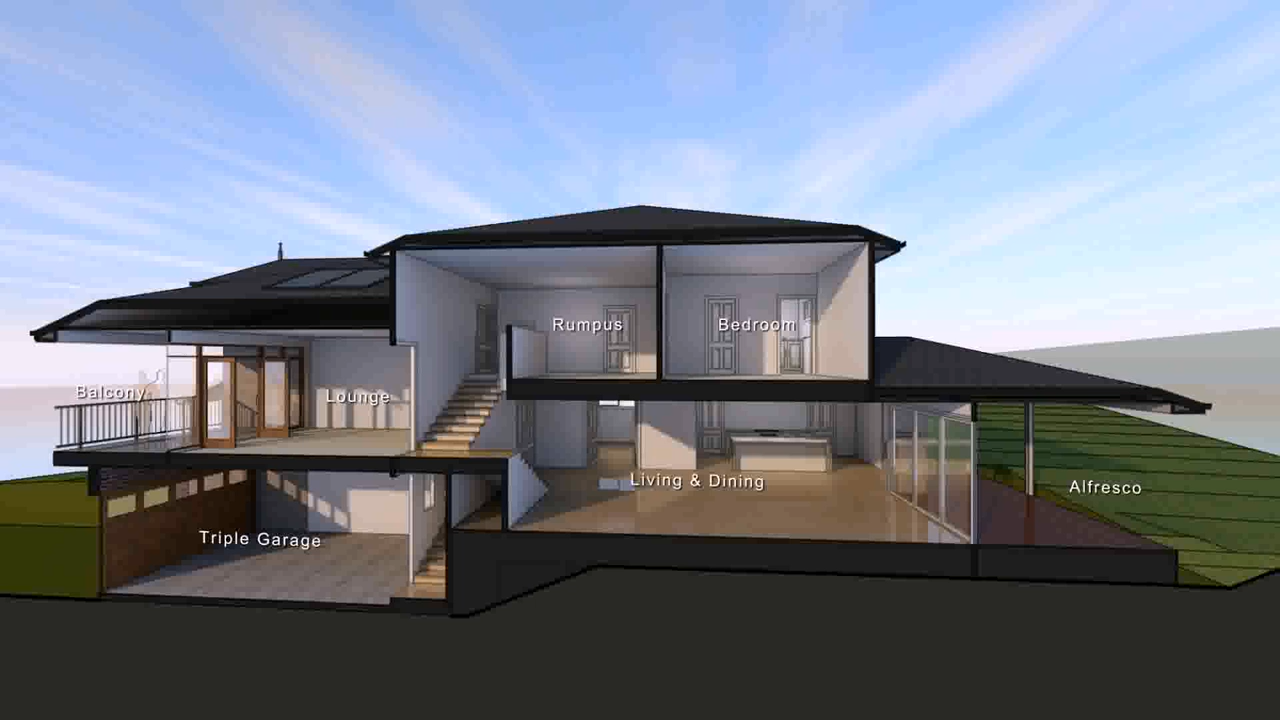 Rumpus
Bedroom
Balcony
Lounge
Living & Dining
Alfresco
Triple Garage